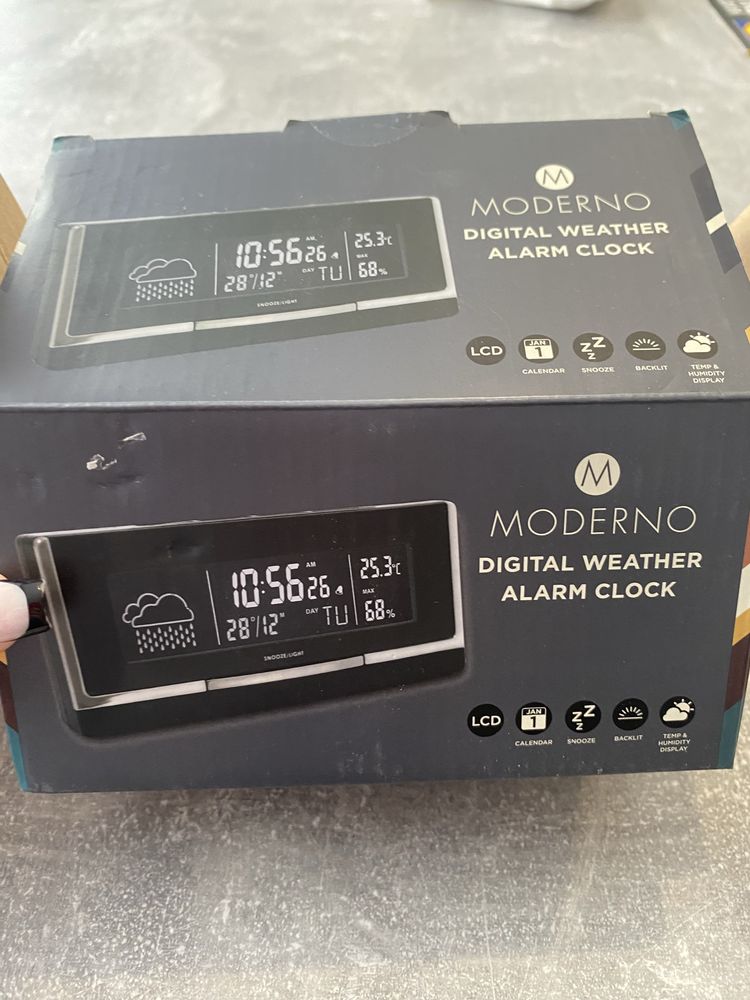 M
MODERNO
DIGITAL WEATHER
ALARM CLOCK
AM
10:56 26
25.3°C
MAX
28°/12 M
DAY TU
68%
SNOOZE/LIGHT
LCD
JAN
1
CALENDAR
zZz
SNOOZE
BACKLIT
TEMP &
HUMIDITY
DISPLAY
M
MODERNO
DIGITAL WEATHER
ALARM CLOCK
AM
10:56 26
25.3°C
MAX
28°/12 M
DAY TU
68%
SNOOZE/LIGHT
LCD
JAN
1
CALENDAR
zZz
SNOOZE
BACKLIT
TEMP &
HUMIDITY
DISPLAY